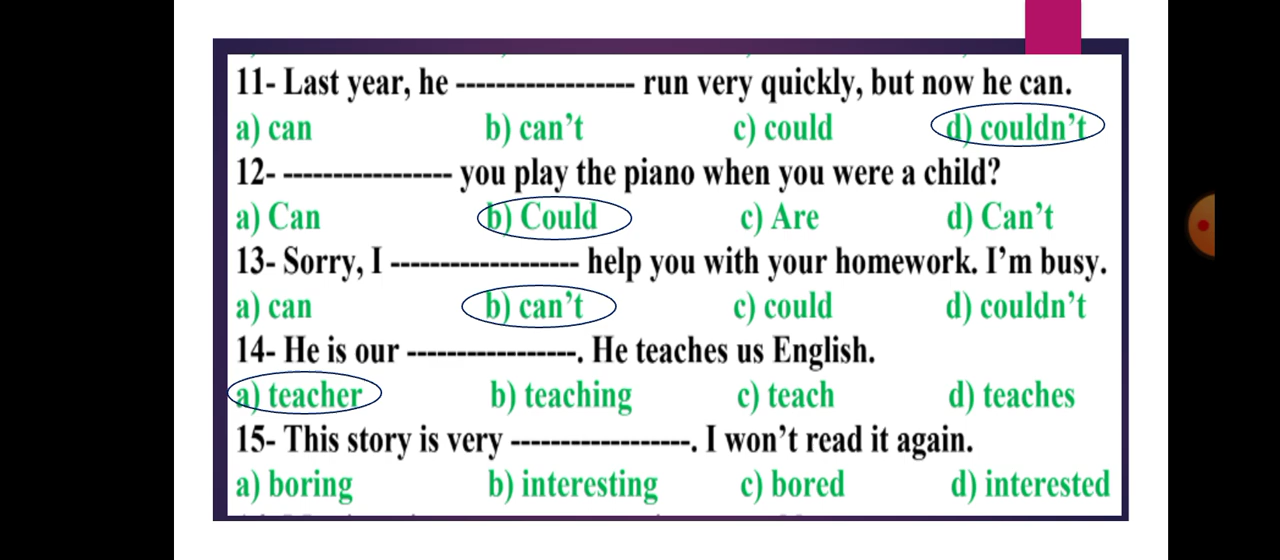 11- Last year, he ------------------ run very quickly, but now he can.
a) can b) can’t c) could d) couldn’t
12- ----------------- you play the piano when you were a child?
a) Can b) Could c) Are d) Can’t
13- Sorry, I ------------------- help you with your homework. I’m busy.
a) can b) can’t c) could d) couldn’t
14- He is our -----------------. He teaches us English.
a) teacher b) teaching c) teach d) teaches
15- This story is very ------------------. I won’t read it again.
a) boring b) interesting c) bored d) interested